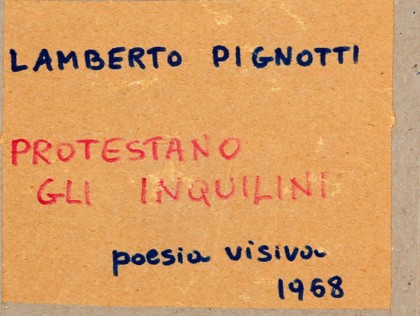 LAMBERTO PIGNOTTI
PROTESTANO
GLI INQUILINI
poesia visiva
1968